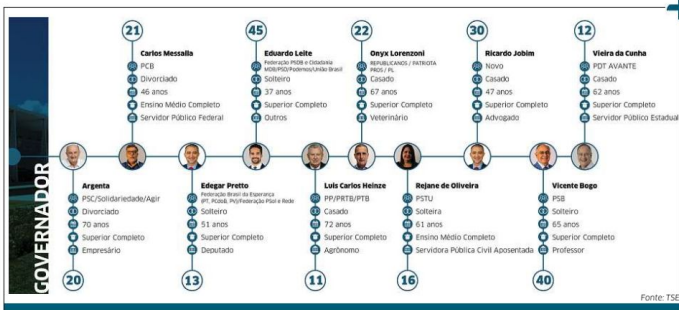 GOVERNADOR
21
Carlos Messalla
PCB
Divorciado
46 anos
Ensino Médio Completo
Servidor Público Federal
45
Eduardo Leite
Federação PSDB e Cidadania
MDB/PSD/Podemos/União Brasil
Solteiro
37 anos
Superior Completo
Outros
22
Onyx Lorenzoni
REPUBLICANOS / PATRIOTA
PROS / PL
Casado
67 anos
Superior Completo
Veterinário
30
Ricardo Jobim
Novo
Casado
47 anos
Superior Completo
Advogado
12
Vieira da Cunha
PDT AVANTE
Casado
62 anos
Superior Completo
Servidor Público Estadual
Argenta
PSC/Solidariedade/Agir
Divorciado
70 anos
Superior Completo
Empresário
20
Edegar Pretto
Federação Brasil da Esperança
(PT, PCdoB, PV)/Federação PSol e Rede
Solteiro
51 anos
Superior Completo
Deputado
13
Luis Carlos Heinze
PP/PRTB/PTB
Casado
72 anos
Superior Completo
Agrônomo
11
Rejane de Oliveira
PSTU
Solteira
61 anos
Ensino Médio Completo
Servidora Pública Civil Aposentada
16
Vicente Bogo
PSB
Solteiro
65 anos
Superior Completo
Professor
40
Fonte: TSE